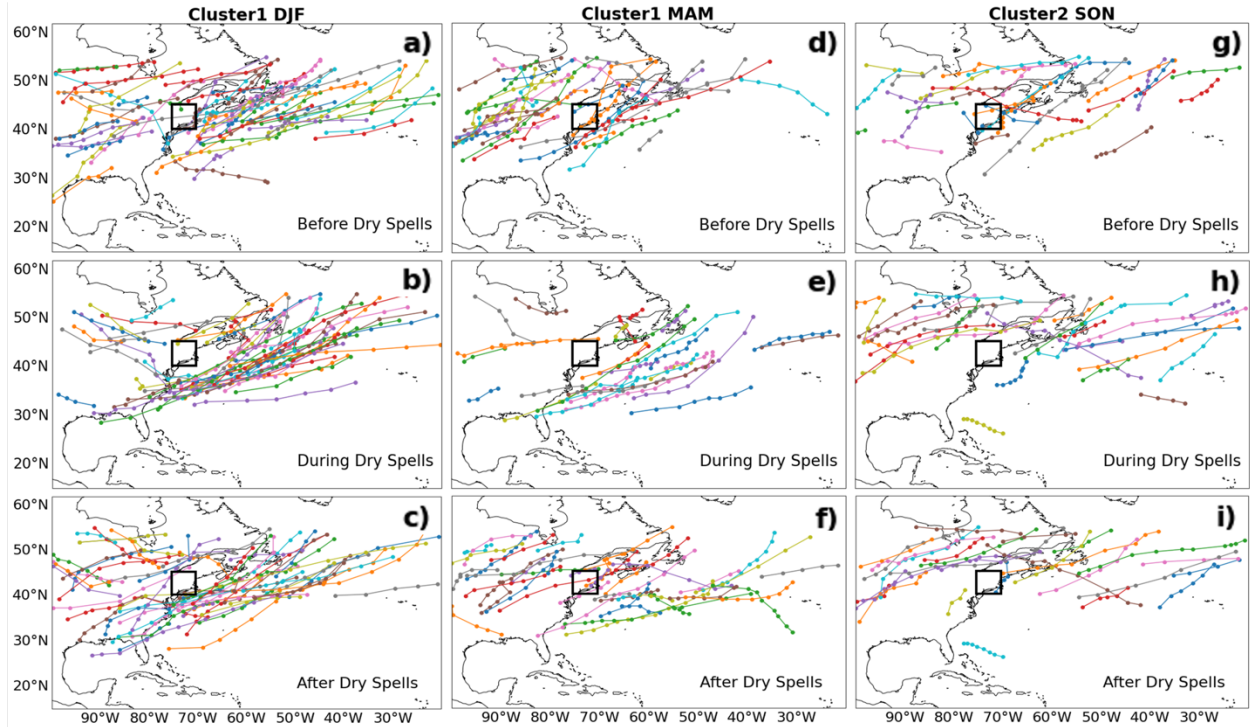 Cluster1 DJF
Cluster1 MAM
Cluster2 SON
60°N
50°N
40°N
30°N
20°N
a)
Before Dry Spells
d)
Before Dry Spells
g)
Before Dry Spells
60°N
50°N
40°N
30°N
20°N
b)
During Dry Spells
e)
During Dry Spells
h)
During Dry Spells
60°N
50°N
40°N
30°N
20°N
c)
After Dry Spells
f)
After Dry Spells
i)
After Dry Spells
90°W 80°W 70°W 60°W 50°W 40°W 30°W
90°W 80°W 70°W 60°W 50°W 40°W 30°W
90°W 80°W 70°W 60°W 50°W 40°W 30°W